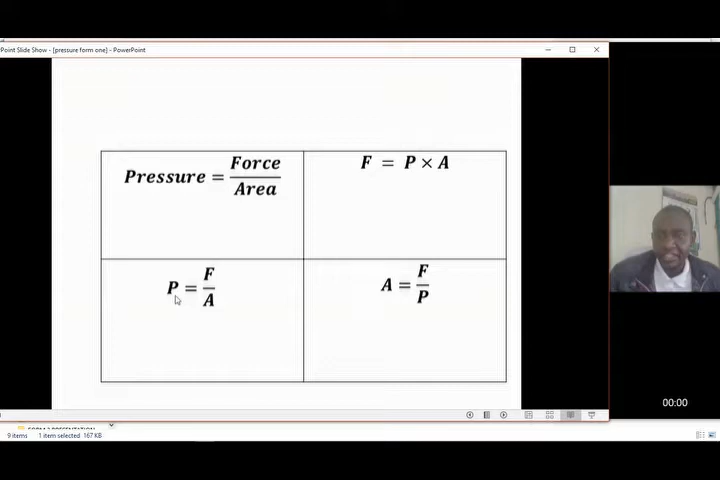 Point Slide Show - [pressure form one] - PowerPoint
Pressure = Force / Area
F = P × A
P = F / A
A = F / P
00:00
9 items 1 item selected 167 KB